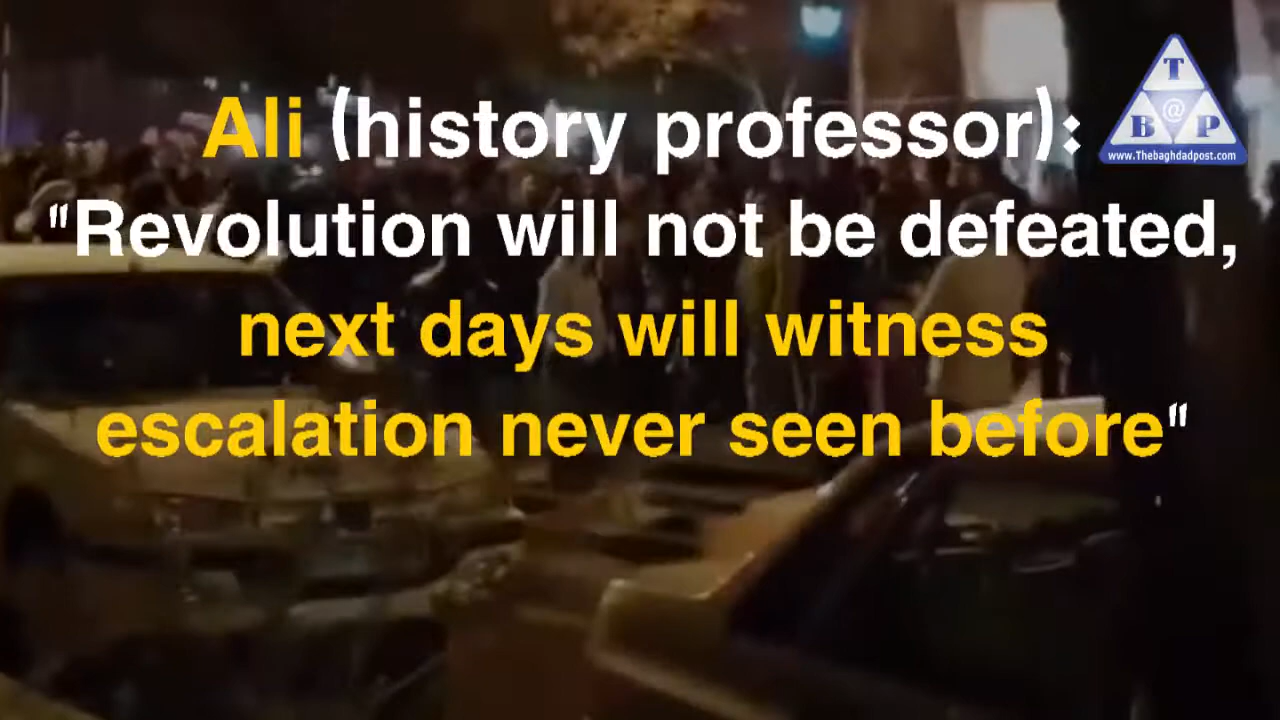 Ali (history professor):
"Revolution will not be defeated,
next days will witness
escalation never seen before"
T
@
B P
www.Thebaghdadpost.com